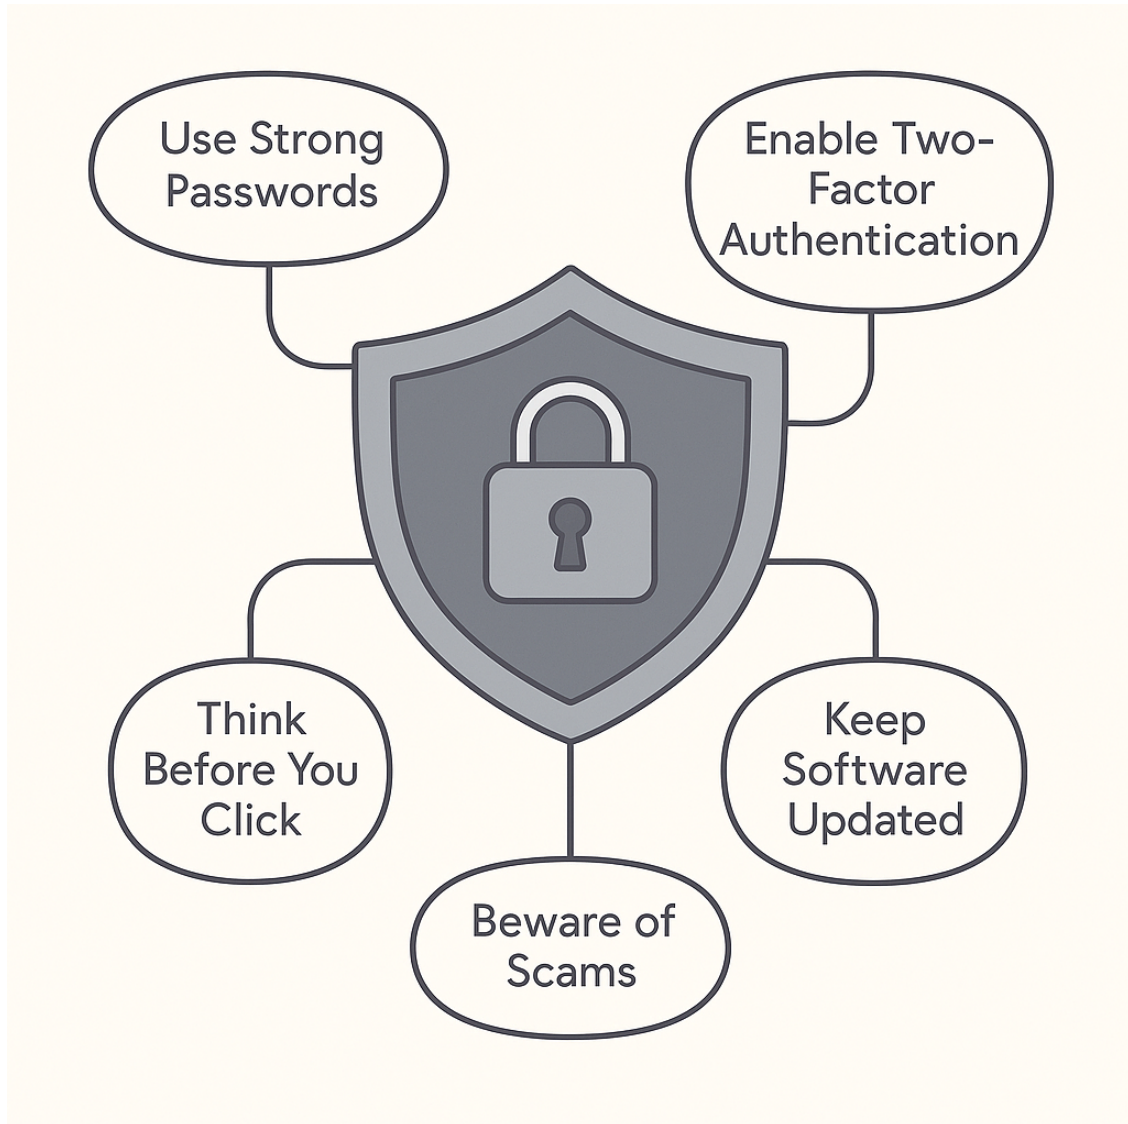 Use Strong
Passwords
Enable Two-
Factor
Authentication
Think
Before You
Click
Keep
Software
Updated
Beware of
Scams